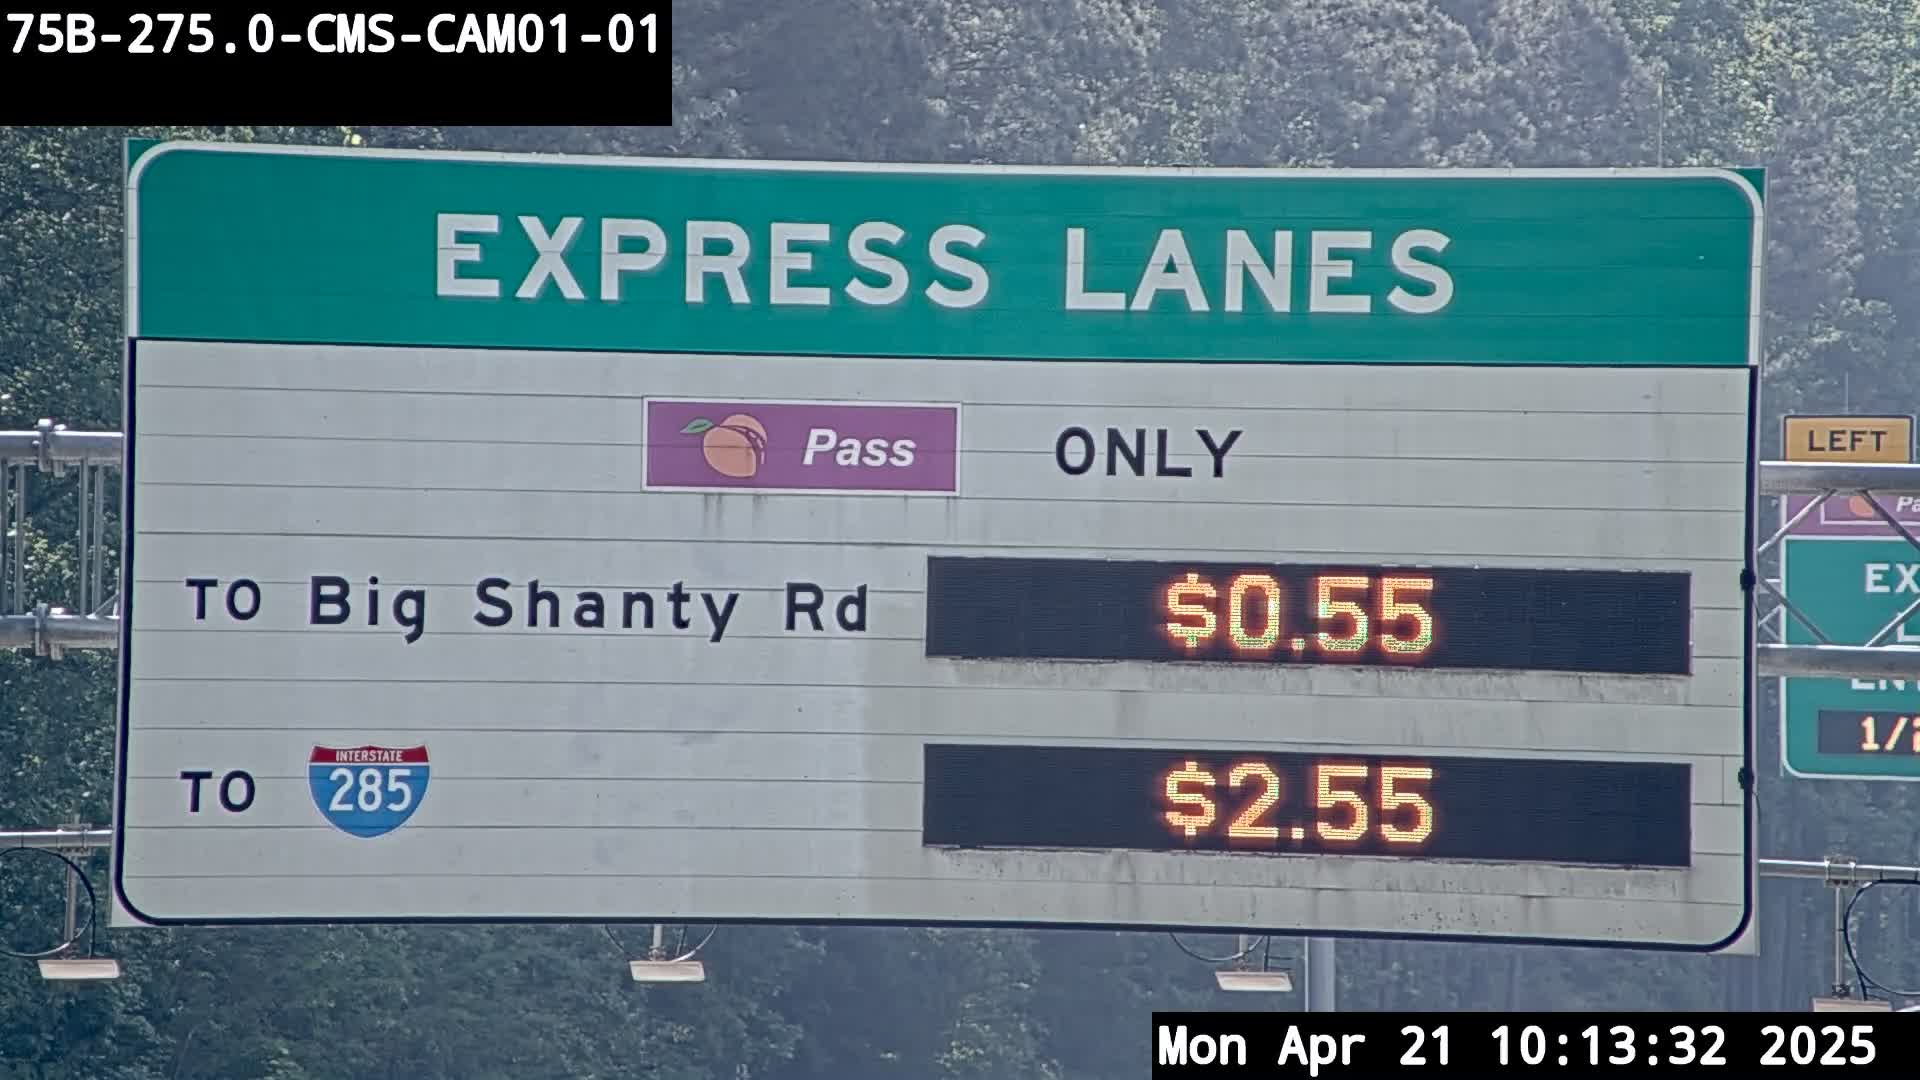 75B-275.0-CMS-CAM01-01
EXPRESS LANES
Pass ONLY
TO Big Shanty Rd $0.55
TO INTERSTATE 285 $2.55
LEFT
Mon Apr 21 10:13:32 2025